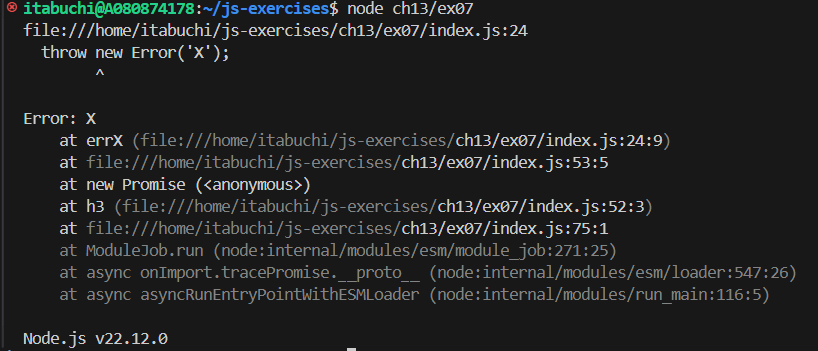 itabuchi@A080874178:~/js-exercises$ node ch13/ex07
file:///home/itabuchi/js-exercises/ch13/ex07/index.js:24
  throw new Error('X');
        ^

Error: X
    at errX (file:///home/itabuchi/js-exercises/ch13/ex07/index.js:24:9)
    at file:///home/itabuchi/js-exercises/ch13/ex07/index.js:53:5
    at new Promise (<anonymous>)
    at h3 (file:///home/itabuchi/js-exercises/ch13/ex07/index.js:52:3)
    at file:///home/itabuchi/js-exercises/ch13/ex07/index.js:75:1
    at ModuleJob.run (node:internal/modules/esm/module_job:271:25)
    at async onImport.tracePromise.__proto__ (node:internal/modules/esm/loader:547:26)
    at async asyncRunEntryPointWithESMLoader (node:internal/modules/run_main:116:5)

Node.js v22.12.0